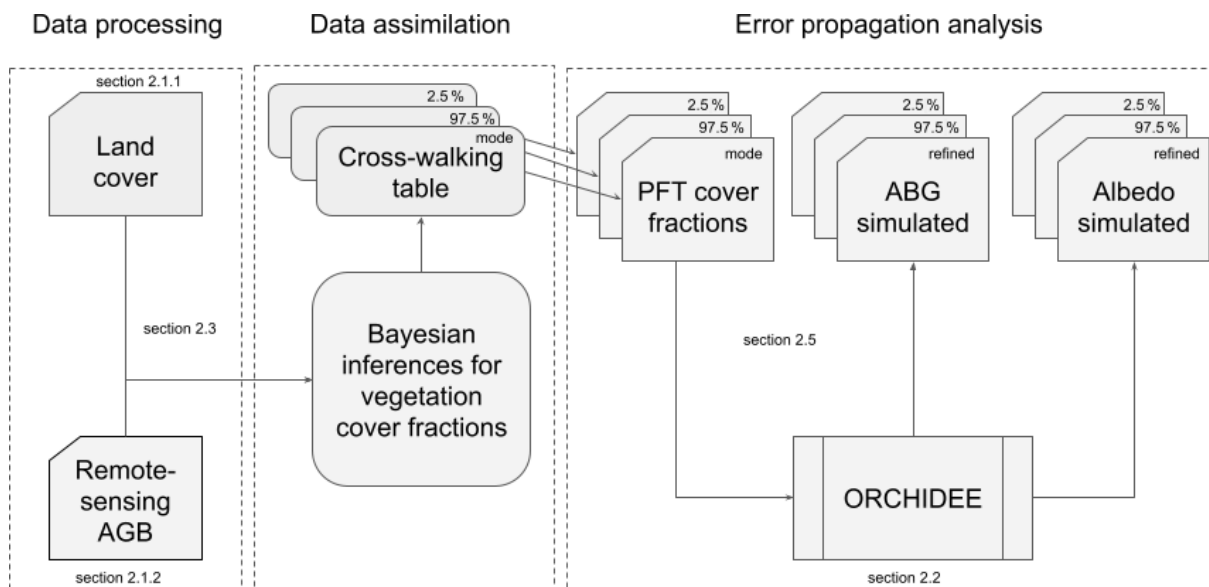 Data processing
Data assimilation
Error propagation analysis
section 2.1.1
Land
cover
section 2.3
Remote-
sensing
AGB
section 2.1.2
2.5 %
97.5 %
mode
Cross-walking
table
Bayesian
inferences for
vegetation
cover fractions
2.5 %
97.5 %
mode
PFT cover
fractions
2.5 %
97.5 %
refined
ABG
simulated
2.5 %
97.5 %
refined
Albedo
simulated
section 2.5
ORCHIDEE
section 2.2